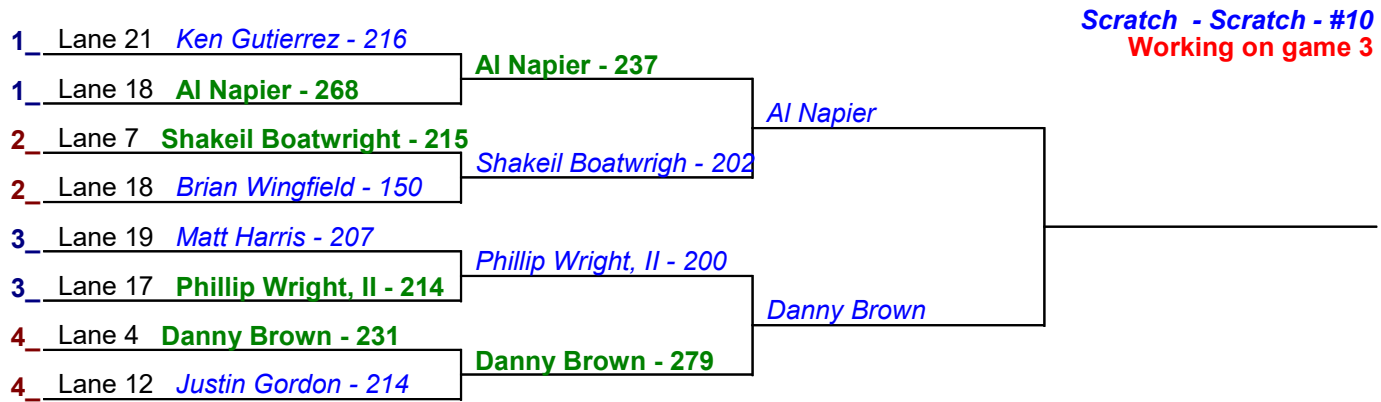 Scratch - Scratch - #10
Working on game 3
1_ Lane 21 Ken Gutierrez - 216
Al Napier - 237
1_ Lane 18 Al Napier - 268
Al Napier
2_ Lane 7 Shakeil Boatwright - 215
Shakeil Boatwrigh - 202
2_ Lane 18 Brian Wingfield - 150
3_ Lane 19 Matt Harris - 207
Phillip Wright, II - 200
3_ Lane 17 Phillip Wright, II - 214
Danny Brown
4_ Lane 4 Danny Brown - 231
Danny Brown - 279
4_ Lane 12 Justin Gordon - 214